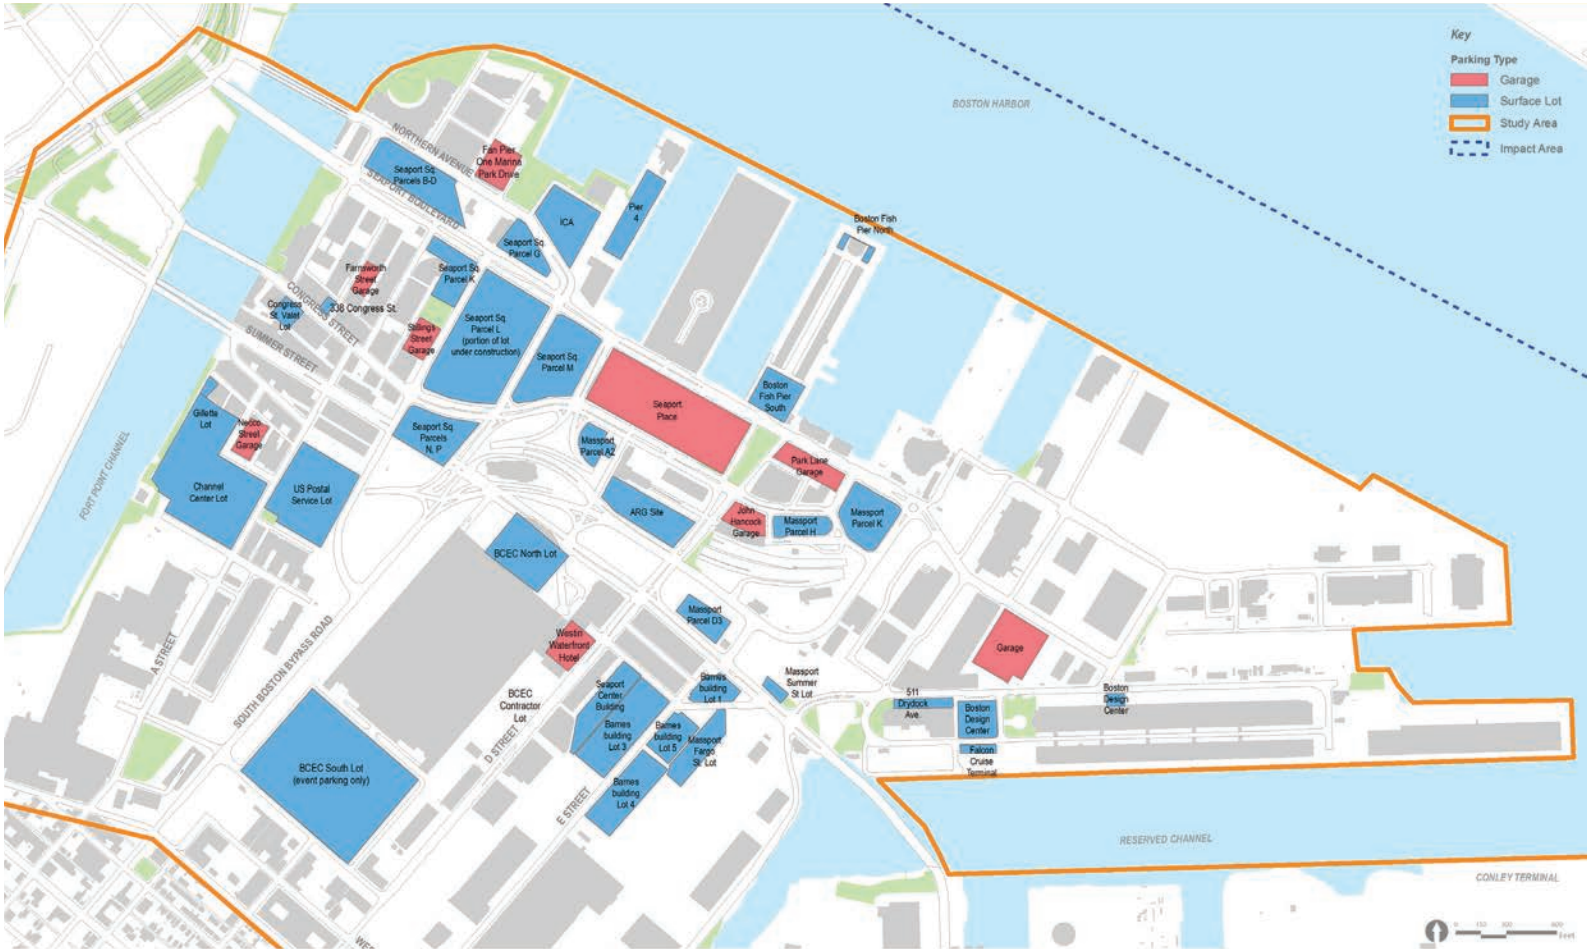 Key
Parking Type
Garage
Surface Lot
Study Area
Impact Area
BOSTON HARBOR
NORTHERN AVENUE
SEAPORT BOULEVARD
Fan Pier
One Marina
Park Drive
Seaport Sq.
Parcels B-D
ICA
Pier
4
Boston Fish
Pier North
Seaport Sq.
Parcel G
Seaport Sq.
Parcel K
Farnsworth
Street
Garage
CONGRESS STREET
338 Congress St.
Congress
St. Valet
Lot
SUMMER STREET
Stillings
Street
Garage
Seaport Sq.
Parcel L
(portion of lot
under construction)
Seaport Sq.
Parcel M
Boston
Fish Pier
South
Seaport
Place
Gillette
Lot
Necco
Street
Garage
Seaport Sq.
Parcels
N, P
Massport
Parcel A2
Park Lane
Garage
FORT POINT CHANNEL
Channel
Center Lot
US Postal
Service Lot
ARG Site
John
Hancock
Garage
Massport
Parcel H
Massport
Parcel K
BCEC North Lot
Massport
Parcel D3
A STREET
SOUTH BOSTON BYPASS ROAD
Westin
Waterfront
Hotel
Garage
Seaport
Center
Building
Barnes
building
Lot 1
Massport
Summer
St Lot
BCEC
Contractor
Lot
511
Drydock
Ave.
Boston
Design
Center
Boston
Design
Center
D STREET
Barnes
building
Lot 3
Barnes
building
Lot 5
Massport
Fargo
St. Lot
Falcon
Cruise
Terminal
BCEC South Lot
(event parking only)
Barnes
building
Lot 4
E STREET
RESERVED CHANNEL
CONLEY TERMINAL
0 150 300 600
Feet